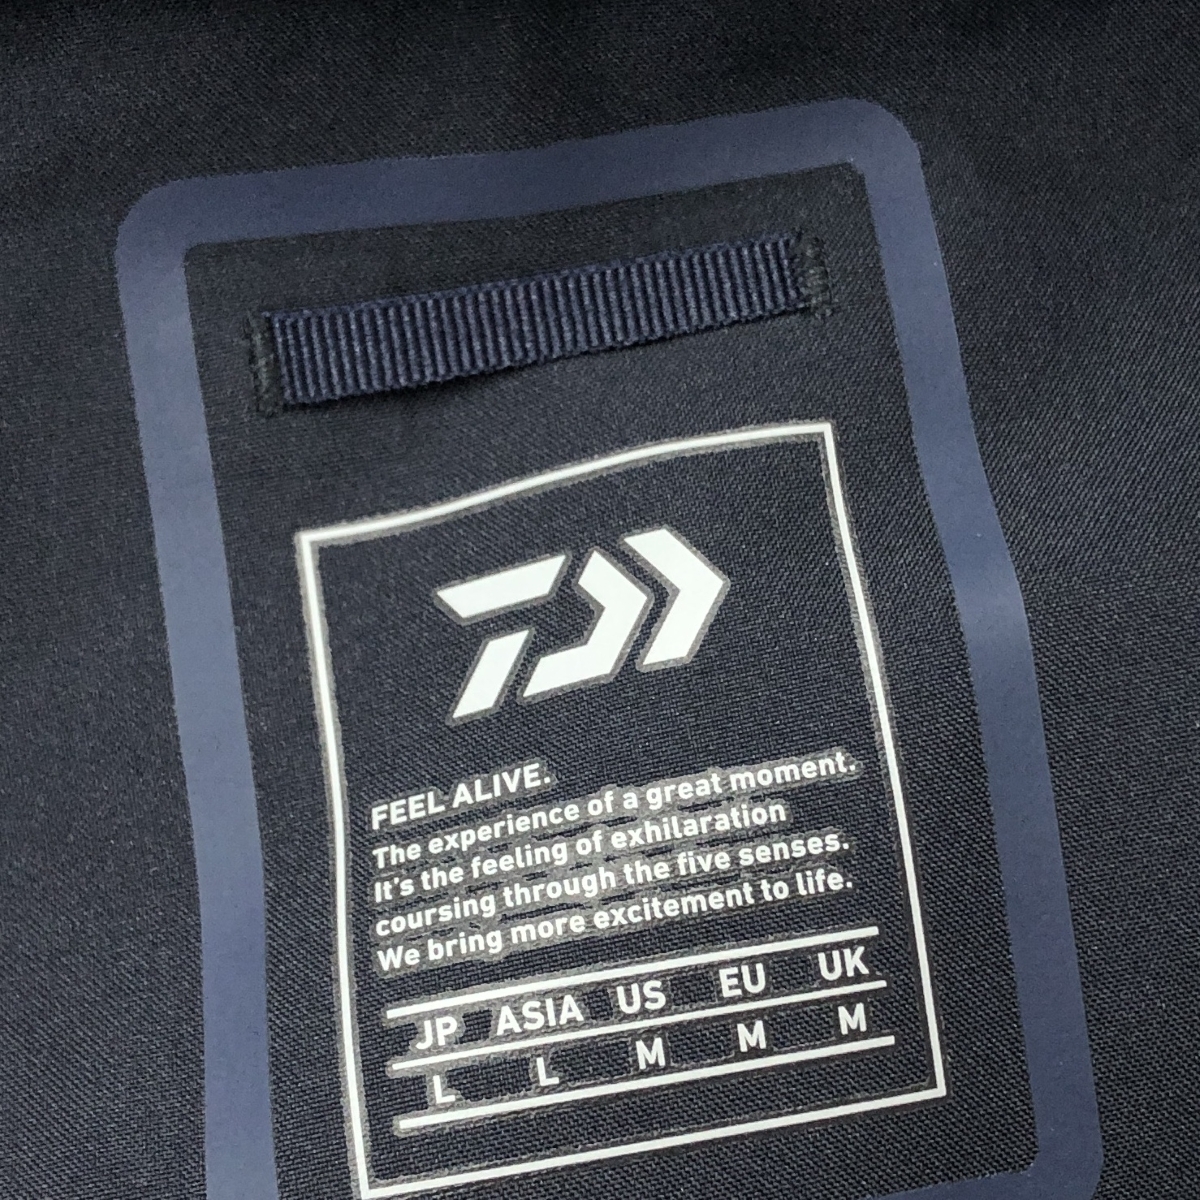 FEEL ALIVE.
The experience of a great moment.
It's the feeling of exhilaration
coursing through the five senses.
We bring more excitement to life.
JP ASIA US EU UK
L L M M M